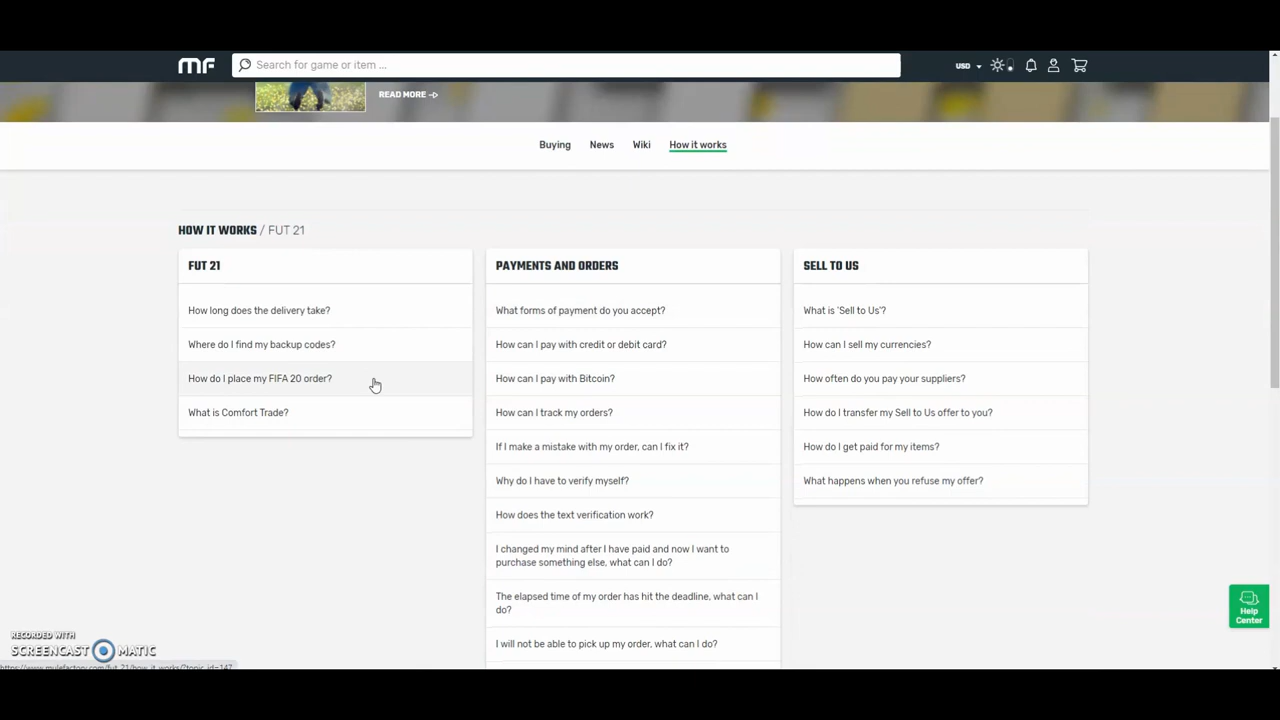 MF
Search for game or item ...
USD
READ MORE
Buying
News
Wiki
How it works
HOW IT WORKS / FUT 21
FUT 21
How long does the delivery take?
Where do I find my backup codes?
How do I place my FIFA 20 order?
What is Comfort Trade?
PAYMENTS AND ORDERS
What forms of payment do you accept?
How can I pay with credit or debit card?
How can I pay with Bitcoin?
How can I track my orders?
If I make a mistake with my order, can I fix it?
Why do I have to verify myself?
How does the text verification work?
I changed my mind after I have paid and now I want to
purchase something else, what can I do?
The elapsed time of my order has hit the deadline, what can I
do?
I will not be able to pick up my order, what can I do?
SELL TO US
What is 'Sell to Us'?
How can I sell my currencies?
How often do you pay your suppliers?
How do I transfer my Sell to Us offer to you?
How do I get paid for my items?
What happens when you refuse my offer?
Help
Center
RECORDED WITH
SCREENCAST MATIC
https://www.mulefactory.com/fut_21/how_it_works/?topic_id=147